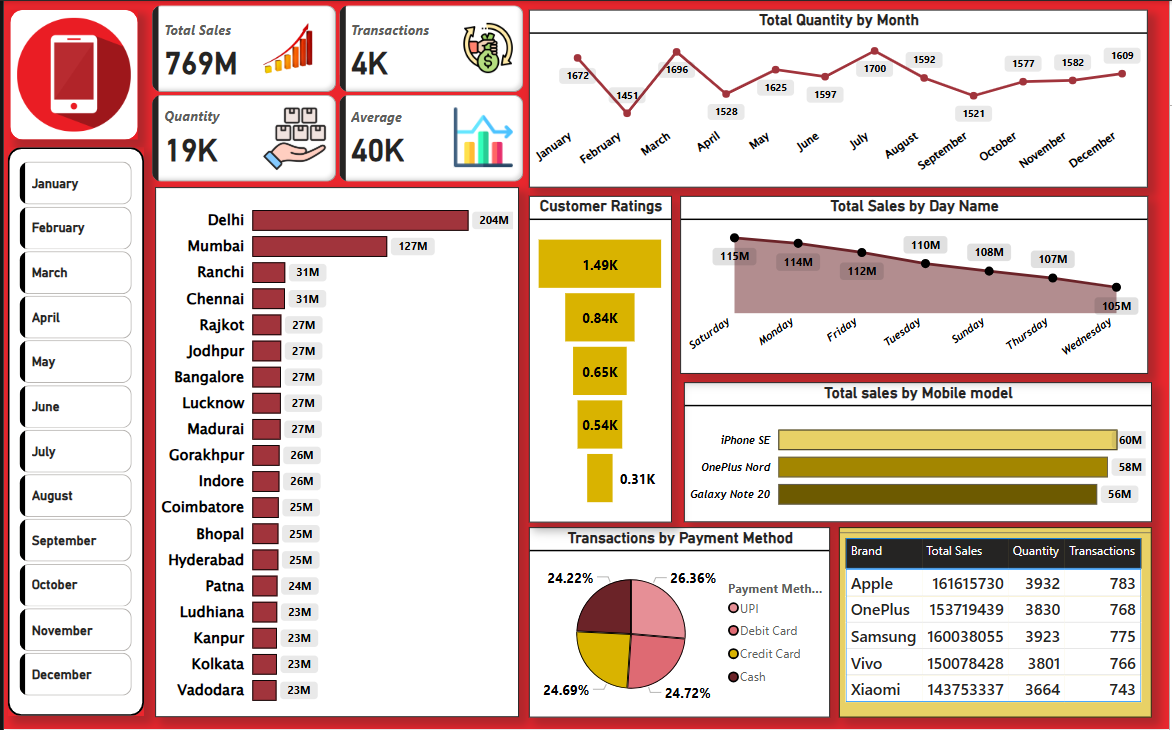 Total Sales
769M
Transactions
4K
Quantity
19K
Average
40K
January
February
March
April
May
June
July
August
September
October
November
December
Delhi 204M
Mumbai 127M
Ranchi 31M
Chennai 31M
Rajkot 27M
Jodhpur 27M
Bangalore 27M
Lucknow 27M
Madurai 27M
Gorakhpur 26M
Indore 26M
Coimbatore 25M
Bhopal 25M
Hyderabad 25M
Patna 24M
Ludhiana 23M
Kanpur 23M
Kolkata 23M
Vadodara 23M
Total Quantity by Month
1672 1451 1696 1528 1625 1597 1700 1592 1521 1577 1582 1609
January February March April May June July August September October November December
Customer Ratings
1.49K
0.84K
0.65K
0.54K
0.31K
Total Sales by Day Name
115M 114M 112M 110M 108M 107M 105M
Saturday Monday Friday Tuesday Sunday Thursday Wednesday
Total sales by Mobile model
iPhone SE 60M
OnePlus Nord 58M
Galaxy Note 20 56M
Transactions by Payment Method
24.22% 26.36%
24.69% 24.72%
Payment Meth...
UPI
Debit Card
Credit Card
Cash
Brand Total Sales Quantity Transactions
Apple 161615730 3932 783
OnePlus 153719439 3830 768
Samsung 160038055 3923 775
Vivo 150078428 3801 766
Xiaomi 143753337 3664 743